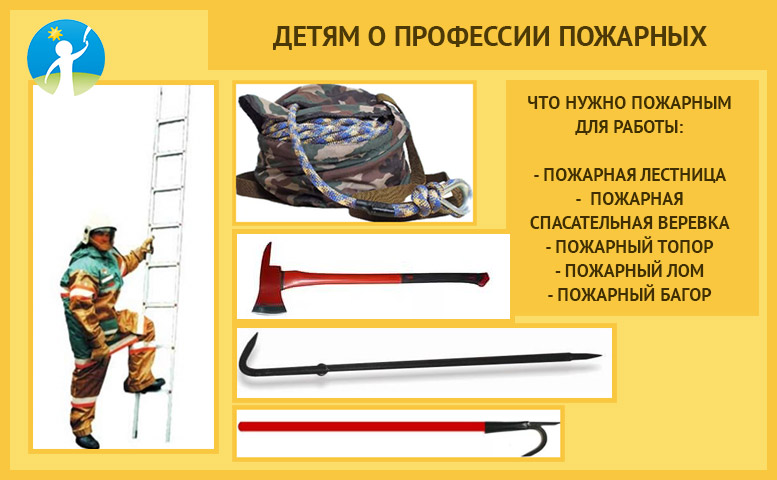 ДЕТЯМ О ПРОФЕССИИ ПОЖАРНЫХ
ЧТО НУЖНО ПОЖАРНЫМ
ДЛЯ РАБОТЫ:
- ПОЖАРНАЯ ЛЕСТНИЦА
- ПОЖАРНАЯ
СПАСАТЕЛЬНАЯ ВЕРЕВКА
- ПОЖАРНЫЙ ТОПОР
- ПОЖАРНЫЙ ЛОМ
- ПОЖАРНЫЙ БАГОР